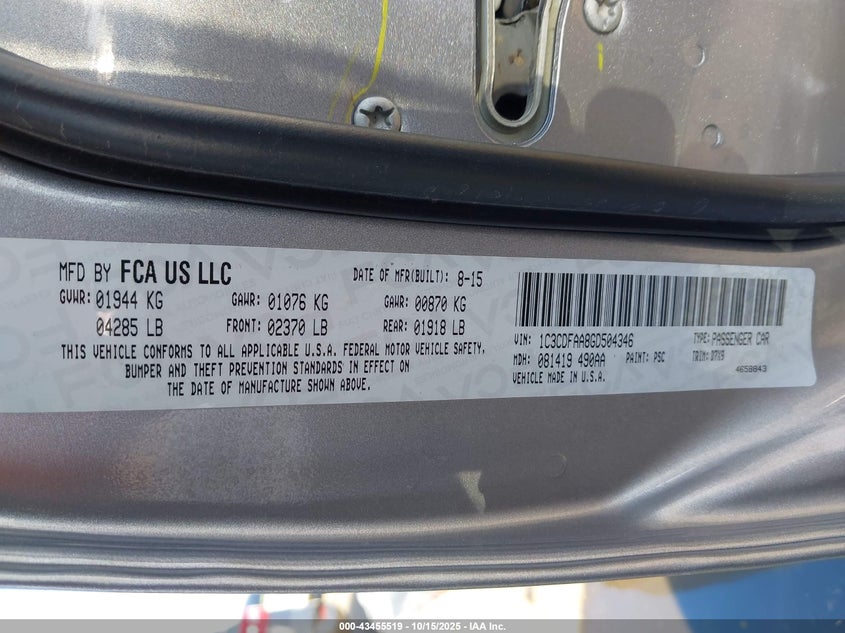 MFD BY FCA US LLC DATE OF MFR(BUILT): 8-15
GVWR: 01944 KG GAWR: 01076 KG GAWR: 00870 KG
04285 LB FRONT: 02370 LB REAR: 01918 LB
THIS VEHICLE CONFORMS TO ALL APPLICABLE U.S.A. FEDERAL MOTOR VEHICLE SAFETY,
BUMPER AND THEFT PREVENTION STANDARDS IN EFFECT ON
THE DATE OF MANUFACTURE SHOWN ABOVE.
VIN: 1C3CDFAA8GD504346 TYPE: PASSENGER CAR
MDH: 081419 490AA PAINT: PSC TRIM: D7X9
VEHICLE MADE IN U.S.A. 4658843
000-43455519 - 10/15/2025 - IAA Inc.